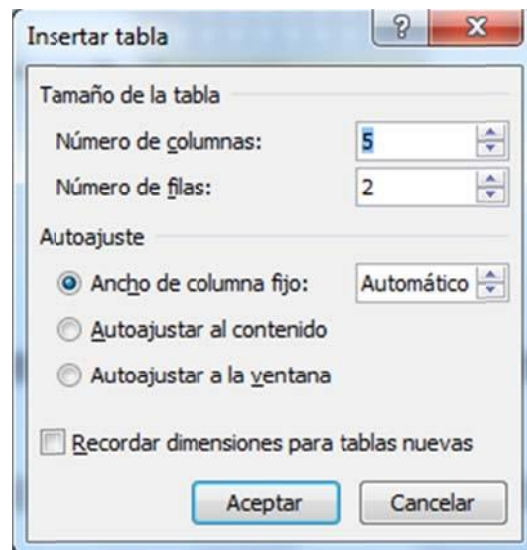 Insertar tabla
Tamaño de la tabla
Número de columnas: 5
Número de filas: 2
Autoajuste
Ancho de columna fijo: Automático
Autoajustar al contenido
Autoajustar a la ventana
Recordar dimensiones para tablas nuevas
Aceptar Cancelar